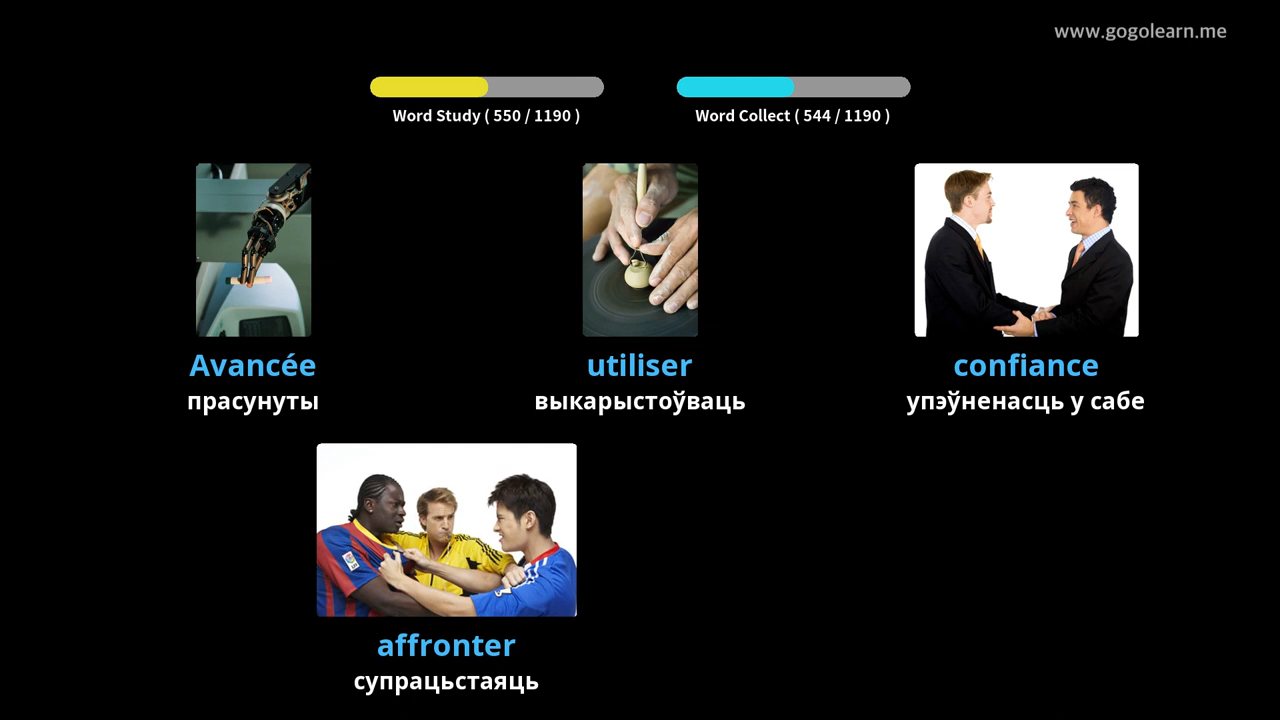 www.gogolearn.me
Word Study ( 550 / 1190 )
Word Collect ( 544 / 1190 )
Avancée
прасунуты
utiliser
выкарыстоўваць
confiance
упэўненасць у сабе
affronter
супрацьстаяць